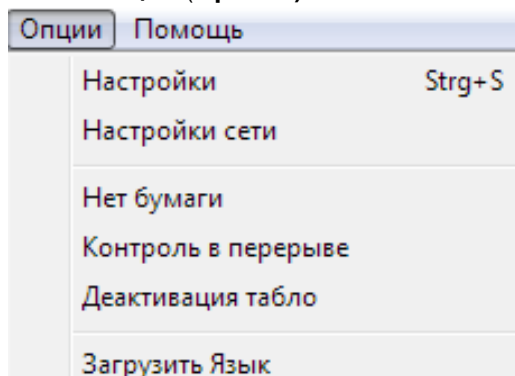 Опции Помощь
Настройки Strg+S
Настройки сети
Нет бумаги
Контроль в перерыве
Деактивация табло
Загрузить Язык